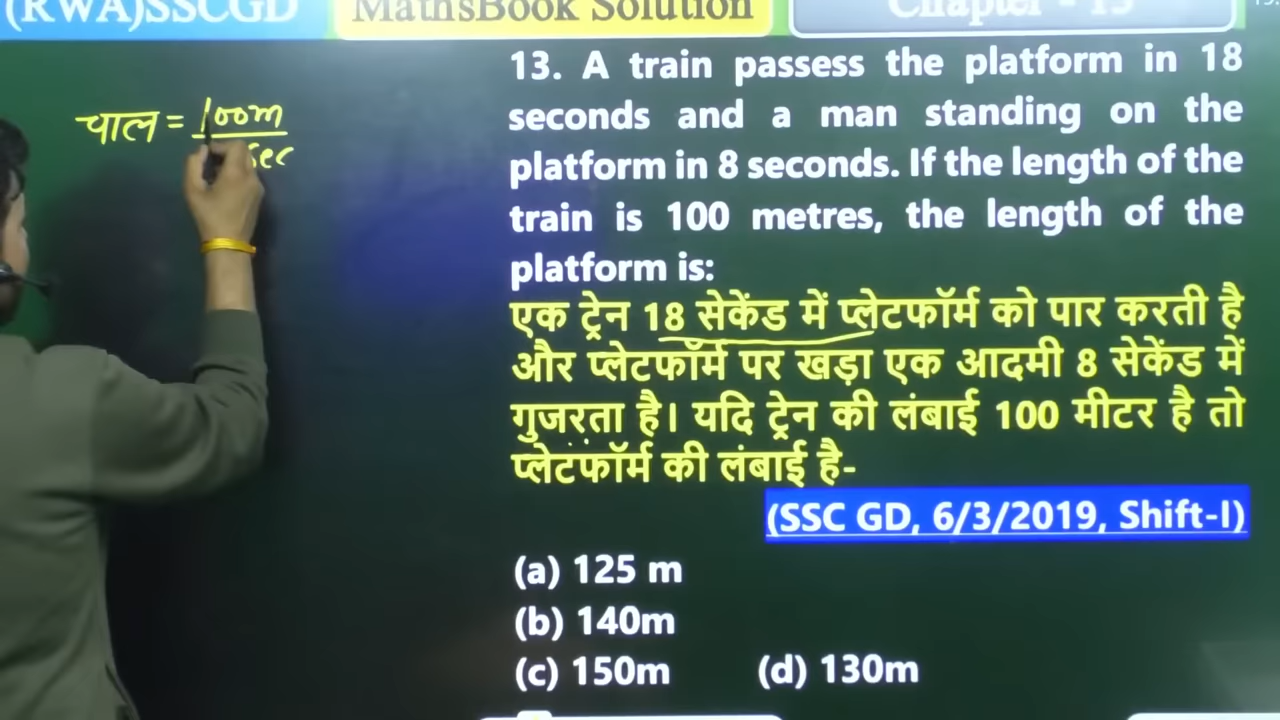 (RWA)SSCGD
MathsBook Solution
Chapter - 13
चाल = 100m
sec
13. A train passess the platform in 18
seconds and a man standing on the
platform in 8 seconds. If the length of the
train is 100 metres, the length of the
platform is:
एक ट्रेन 18 सेकेंड में प्लेटफॉर्म को पार करती है
और प्लेटफॉर्म पर खड़ा एक आदमी 8 सेकेंड में
गुजरता है। यदि ट्रेन की लंबाई 100 मीटर है तो
प्लेटफॉर्म की लंबाई है-
(SSC GD, 6/3/2019, Shift-I)
(a) 125 m
(b) 140m
(c) 150m (d) 130m